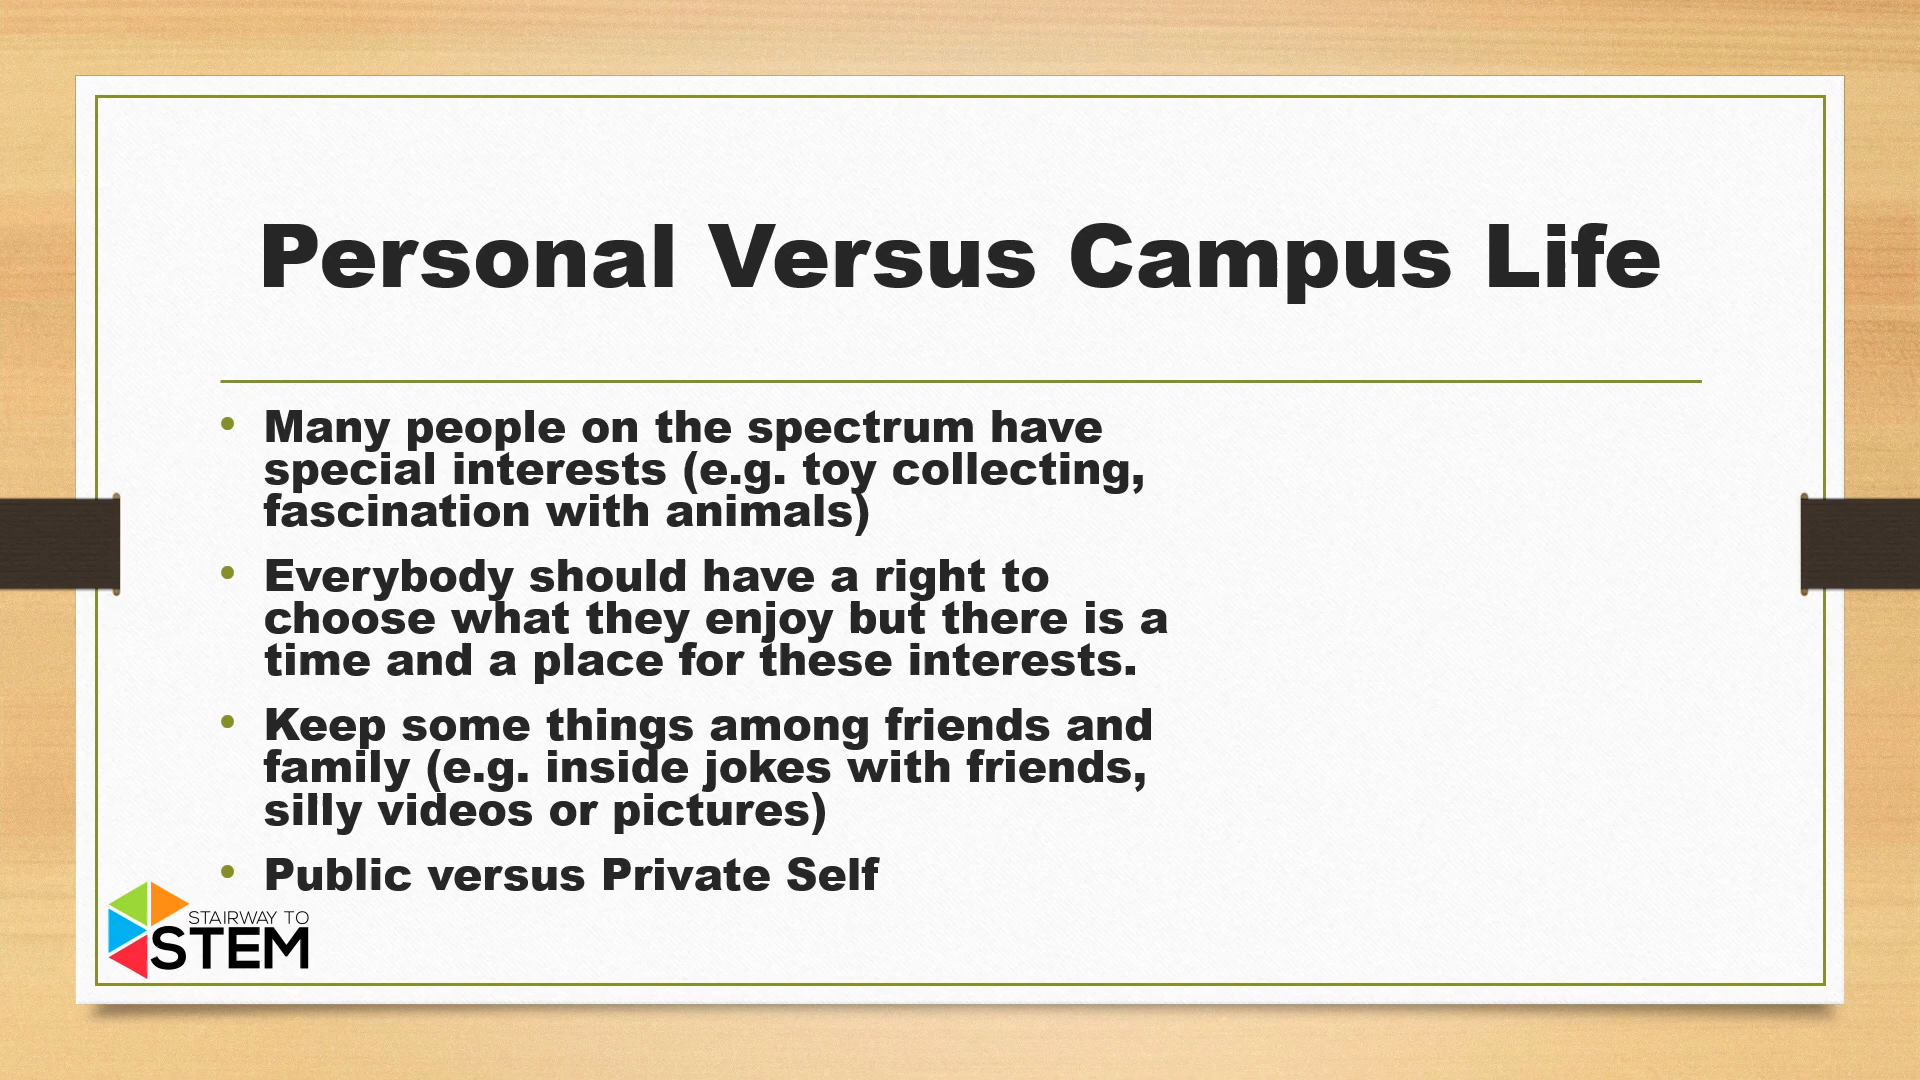 Personal Versus Campus Life
• Many people on the spectrum have
special interests (e.g. toy collecting,
fascination with animals)
• Everybody should have a right to
choose what they enjoy but there is a
time and a place for these interests.
• Keep some things among friends and
family (e.g. inside jokes with friends,
silly videos or pictures)
• Public versus Private Self
STAIRWAY TO
STEM